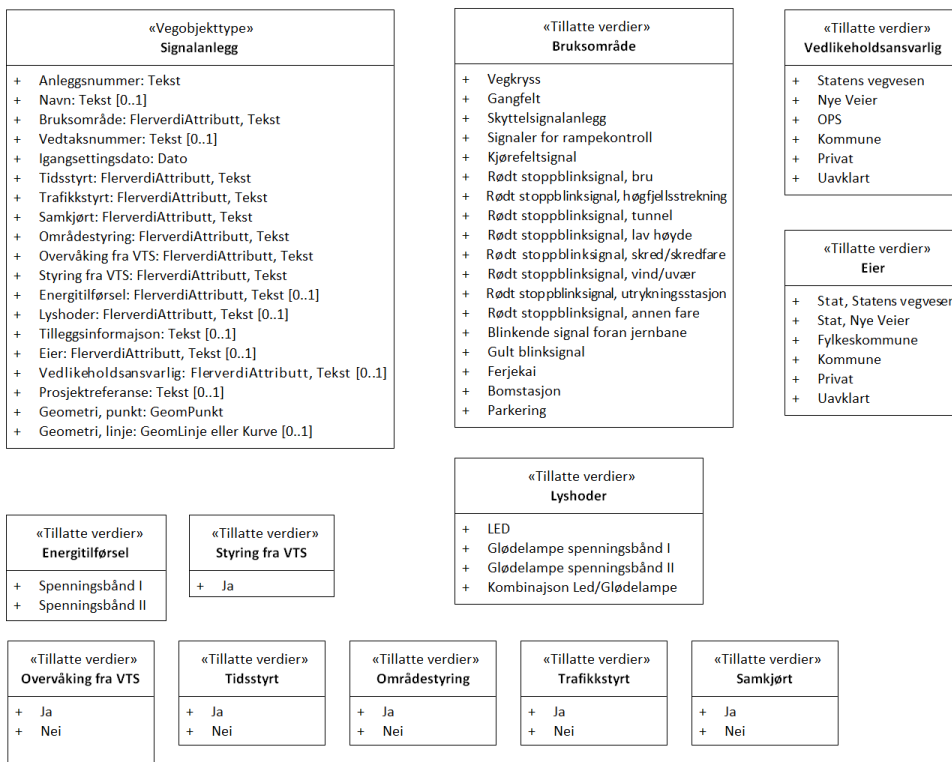 «Vegobjekttype»
Signalanlegg
+ Anleggsnummer: Tekst
+ Navn: Tekst [0..1]
+ Bruksområde: FlerverdiAttributt, Tekst
+ Vedtaksnummer: Tekst [0..1]
+ Igangsettingsdato: Dato
+ Tidsstyrt: FlerverdiAttributt, Tekst
+ Trafikkstyrt: FlerverdiAttributt, Tekst
+ Samkjørt: FlerverdiAttributt, Tekst
+ Områdestyring: FlerverdiAttributt, Tekst
+ Overvåking fra VTS: FlerverdiAttributt, Tekst
+ Styring fra VTS: FlerverdiAttributt, Tekst
+ Energitilførsel: FlerverdiAttributt, Tekst [0..1]
+ Lyshoder: FlerverdiAttributt, Tekst [0..1]
+ Tilleggsinformajson: Tekst [0..1]
+ Eier: FlerverdiAttributt, Tekst [0..1]
+ Vedlikeholdsansvarlig: FlerverdiAttributt, Tekst [0..1]
+ Prosjektreferanse: Tekst [0..1]
+ Geometri, punkt: GeomPunkt
+ Geometri, linje: GeomLinje eller Kurve [0..1]
«Tillatte verdier»
Bruksområde
+ Vegkryss
+ Gangfelt
+ Skyttelsignalanlegg
+ Signaler for rampekontroll
+ Kjørefeltsignal
+ Rødt stoppblinksignal, bru
+ Rødt stoppblinksignal, høgfjellsstrekning
+ Rødt stoppblinksignal, tunnel
+ Rødt stoppblinksignal, lav høyde
+ Rødt stoppblinksignal, skred/skredfare
+ Rødt stoppblinksignal, vind/uvær
+ Rødt stoppblinksignal, utrykningsstasjon
+ Rødt stoppblinksignal, annen fare
+ Blinkende signal foran jernbane
+ Gult blinksignal
+ Ferjekai
+ Bomstasjon
+ Parkering
«Tillatte verdier»
Vedlikeholdsansvarlig
+ Statens vegvesen
+ Nye Veier
+ OPS
+ Kommune
+ Privat
+ Uavklart
«Tillatte verdier»
Eier
+ Stat, Statens vegvesen
+ Stat, Nye Veier
+ Fylkeskommune
+ Kommune
+ Privat
+ Uavklart
«Tillatte verdier»
Lyshoder
+ LED
+ Glødelampe spenningsbånd I
+ Glødelampe spenningsbånd II
+ Kombinajson Led/Glødelampe
«Tillatte verdier»
Energitilførsel
+ Spenningsbånd I
+ Spenningsbånd II
«Tillatte verdier»
Styring fra VTS
+ Ja
«Tillatte verdier»
Overvåking fra VTS
+ Ja
+ Nei
«Tillatte verdier»
Tidsstyrt
+ Ja
+ Nei
«Tillatte verdier»
Områdestyring
+ Ja
+ Nei
«Tillatte verdier»
Trafikkstyrt
+ Ja
+ Nei
«Tillatte verdier»
Samkjørt
+ Ja
+ Nei